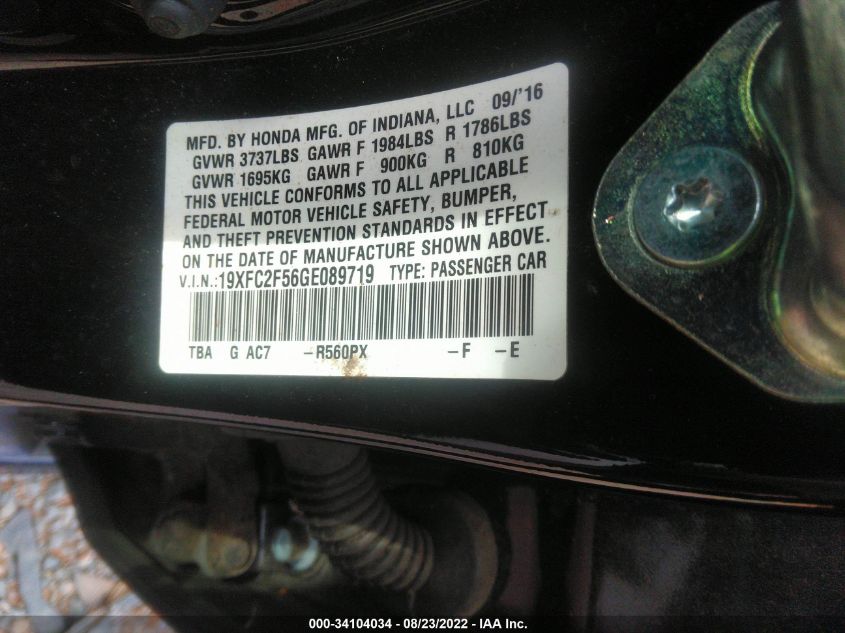 MFD. BY HONDA MFG. OF INDIANA, LLC 09/'16
GVWR 3737LBS GAWR F 1984LBS R 1786LBS
GVWR 1695KG GAWR F 900KG R 810KG
THIS VEHICLE CONFORMS TO ALL APPLICABLE
FEDERAL MOTOR VEHICLE SAFETY, BUMPER,
AND THEFT PREVENTION STANDARDS IN EFFECT
ON THE DATE OF MANUFACTURE SHOWN ABOVE.
V.I.N.:19XFC2F56GE089719 TYPE: PASSENGER CAR
TBA G AC7 -R560PX -F -E
000-34104034 - 08/23/2022 - IAA Inc.